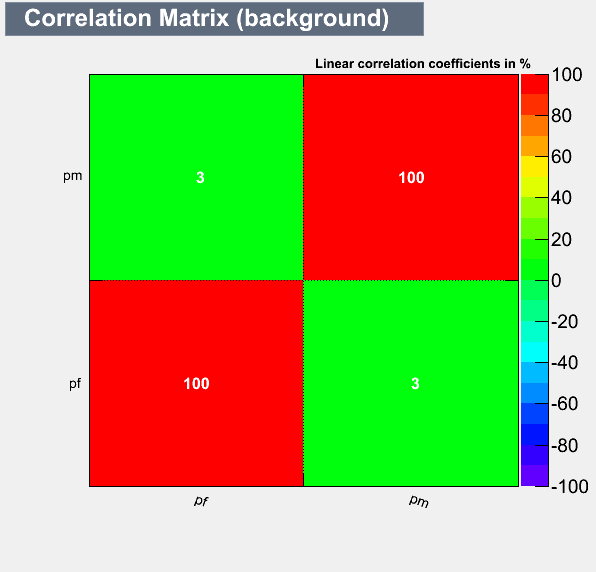 Correlation Matrix (background)
Linear correlation coefficients in %
100
80
60
40
20
0
-20
-40
-60
-80
-100
pm
3
100
pf
100
3
pf
pm